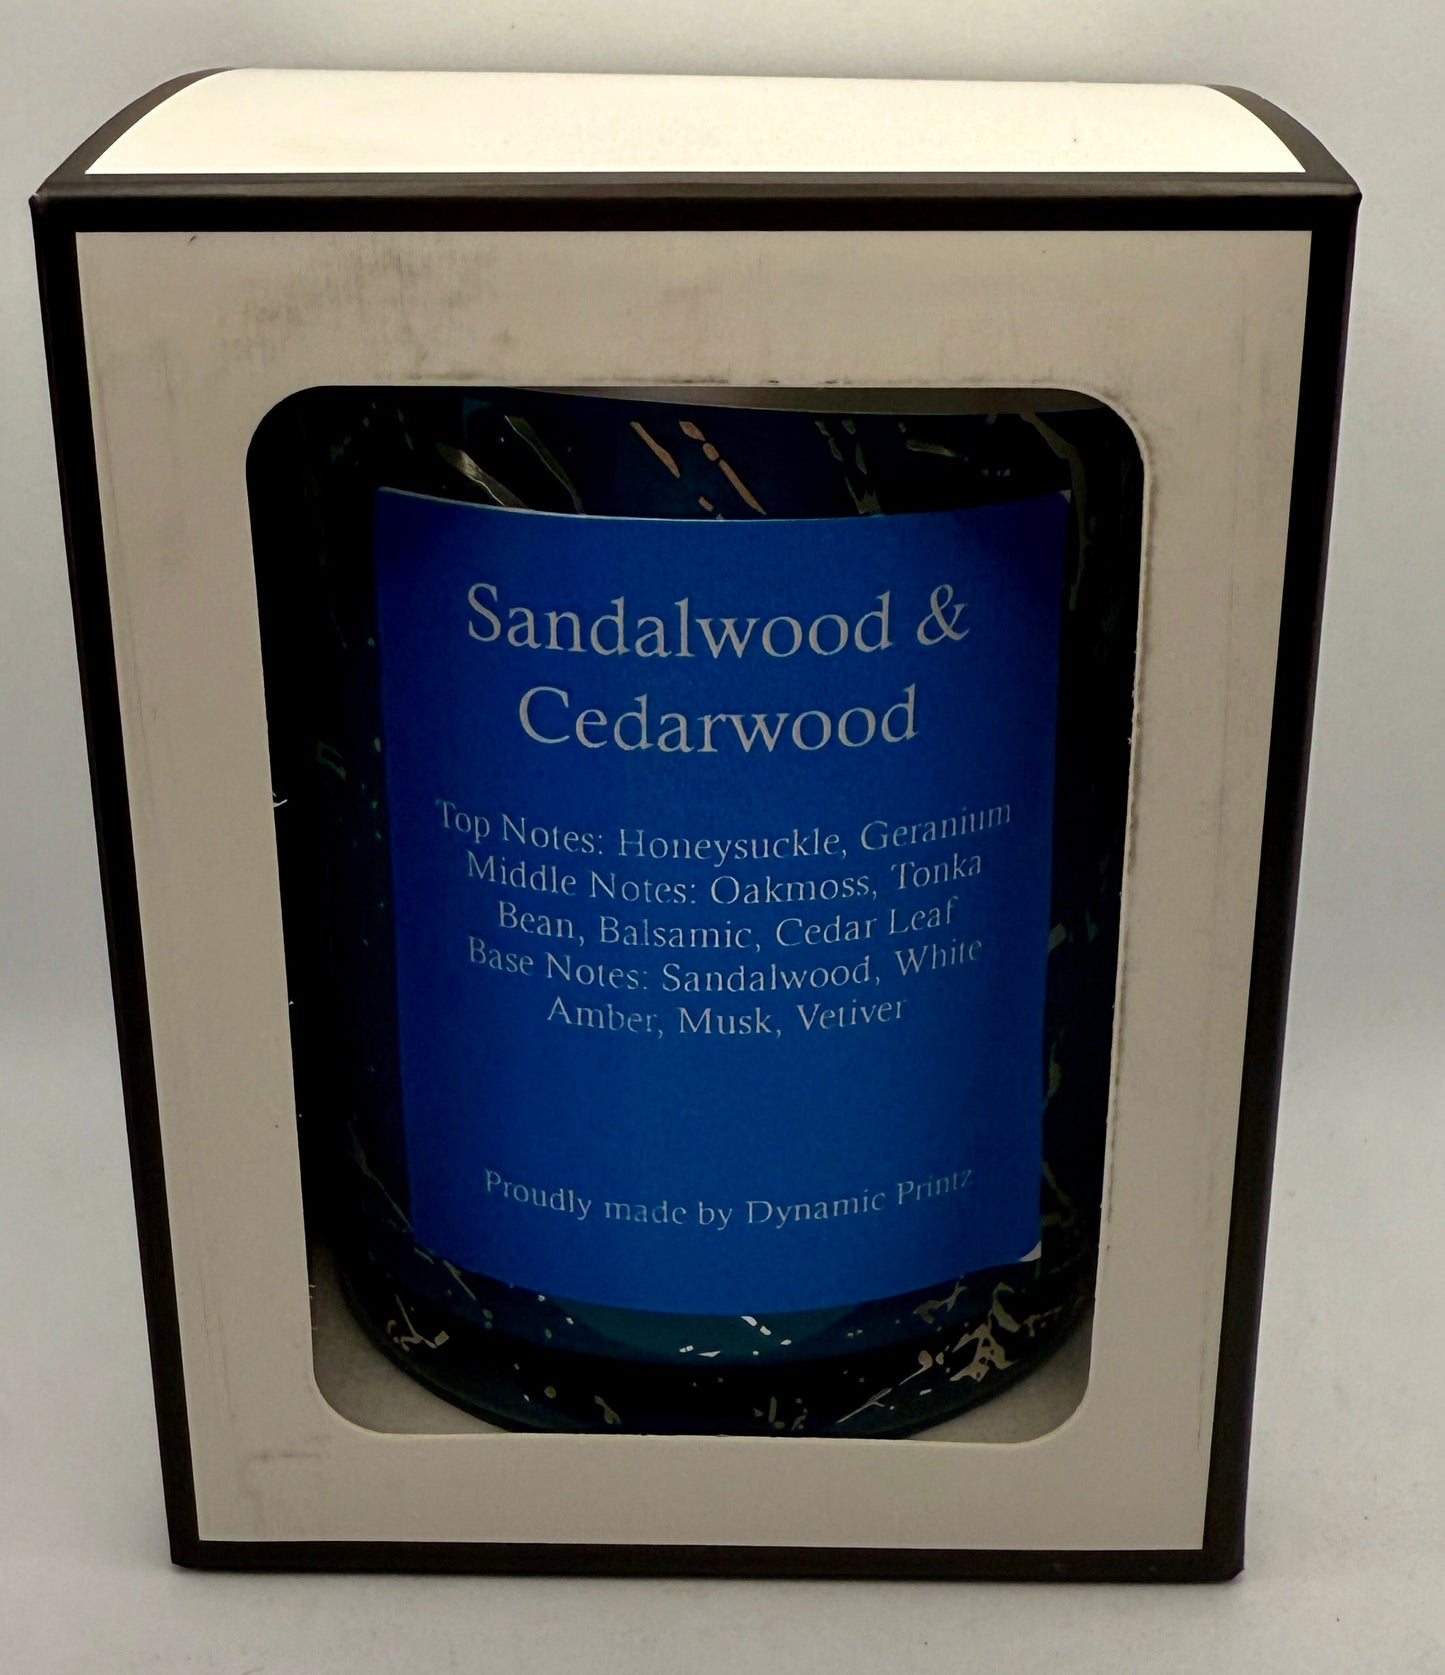 Sandalwood &
Cedarwood
Top Notes: Honeysuckle, Geranium
Middle Notes: Oakmoss, Tonka
Bean, Balsamic, Cedar Leaf
Base Notes: Sandalwood, White
Amber, Musk, Vetiver
Proudly made by Dynamic Printz